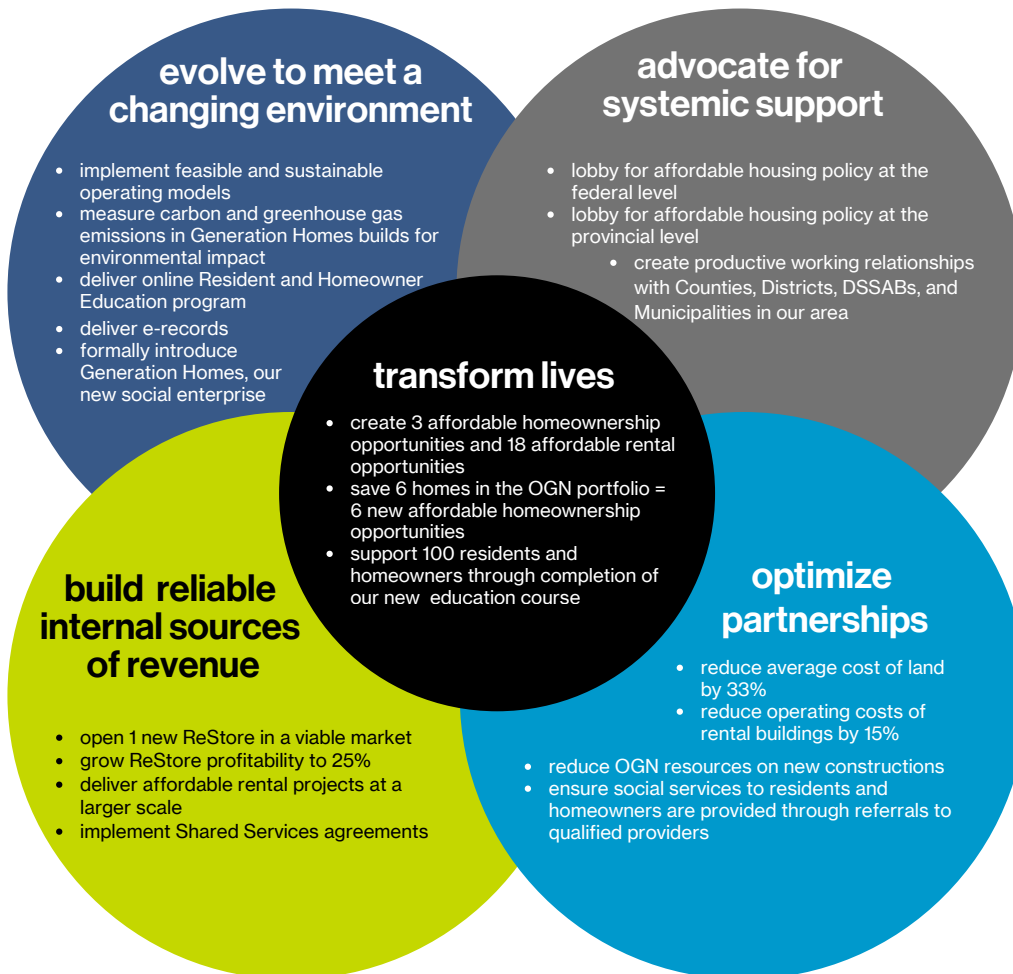 evolve to meet a
changing environment
• implement feasible and sustainable
operating models
• measure carbon and greenhouse gas
emissions in Generation Homes builds for
environmental impact
• deliver online Resident and Homeowner
Education program
• deliver e-records
• formally introduce
Generation Homes, our
new social enterprise
advocate for
systemic support
• lobby for affordable housing policy at the
federal level
• lobby for affordable housing policy at the
provincial level
• create productive working relationships
with Counties, Districts, DSSABs, and
Municipalities in our area
transform lives
• create 3 affordable homeownership
opportunities and 18 affordable rental
opportunities
• save 6 homes in the OGN portfolio =
6 new affordable homeownership
opportunities
• support 100 residents and
homeowners through completion of
our new education course
build reliable
internal sources
of revenue
• open 1 new ReStore in a viable market
• grow ReStore profitability to 25%
• deliver affordable rental projects at a
larger scale
• implement Shared Services agreements
optimize
partnerships
• reduce average cost of land
by 33%
• reduce operating costs of
rental buildings by 15%
• reduce OGN resources on new constructions
• ensure social services to residents and
homeowners are provided through referrals to
qualified providers